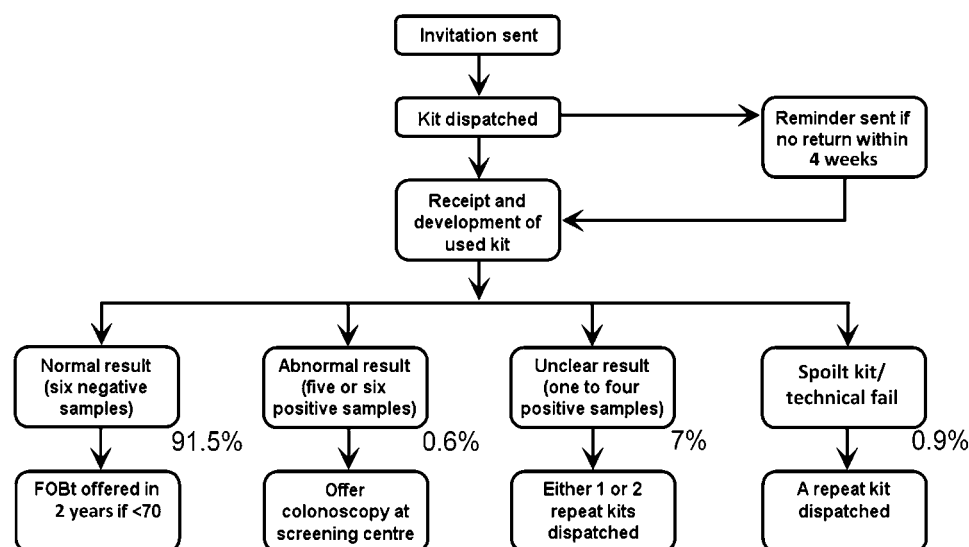 Invitation sent
Kit dispatched
Reminder sent if
no return within
4 weeks
Receipt and
development of
used kit
Normal result
(six negative
samples)
Abnormal result
(five or six
positive samples)
Unclear result
(one to four
positive samples)
Spoilt kit/
technical fail
91.5%
0.6%
7%
0.9%
FOBt offered in
2 years if <70
Offer
colonoscopy at
screening centre
Either 1 or 2
repeat kits
dispatched
A repeat kit
dispatched